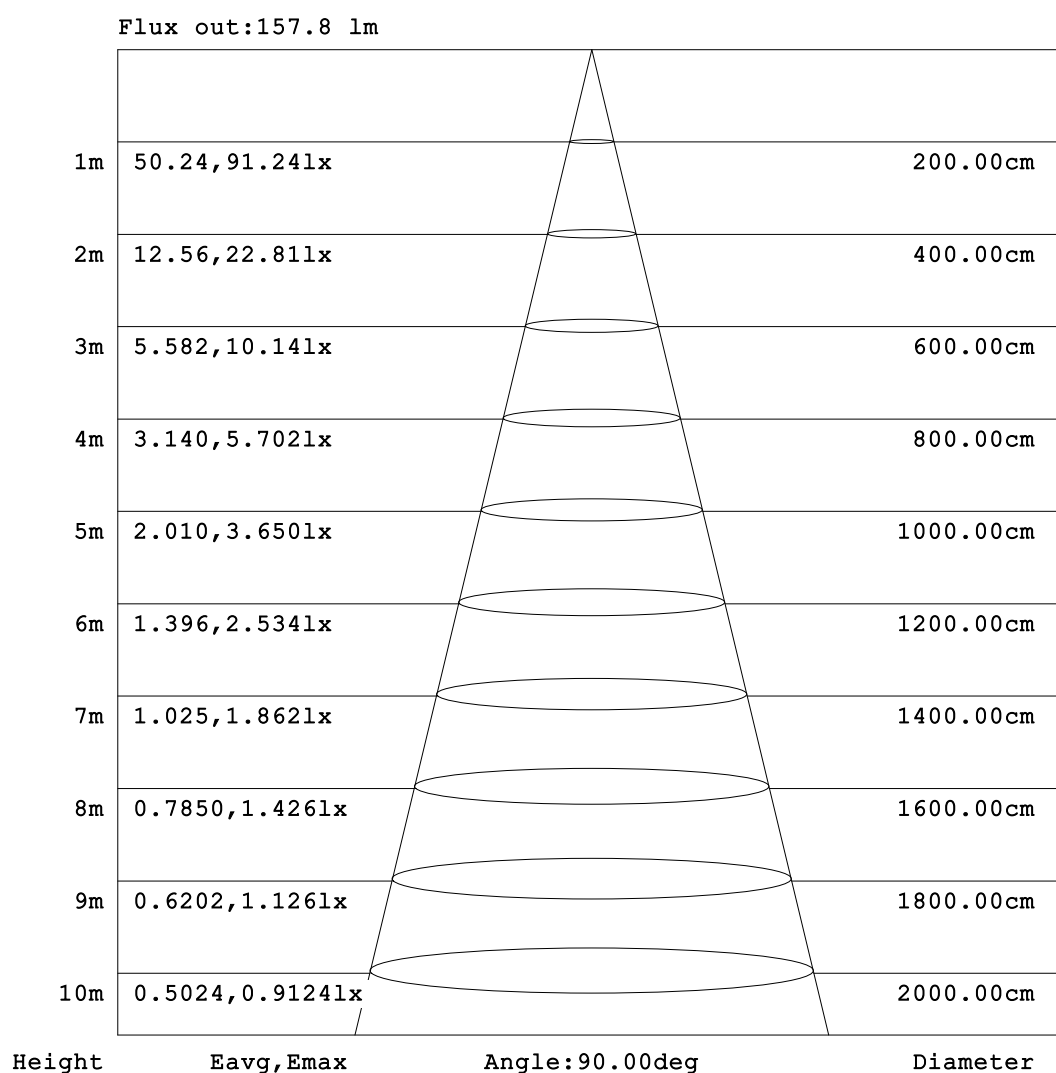 Flux out:157.8 lm
1m 50.24,91.24lx 200.00cm
2m 12.56,22.81lx 400.00cm
3m 5.582,10.14lx 600.00cm
4m 3.140,5.702lx 800.00cm
5m 2.010,3.650lx 1000.00cm
6m 1.396,2.534lx 1200.00cm
7m 1.025,1.862lx 1400.00cm
8m 0.7850,1.426lx 1600.00cm
9m 0.6202,1.126lx 1800.00cm
10m 0.5024,0.9124lx 2000.00cm
Height Eavg,Emax Angle:90.00deg Diameter